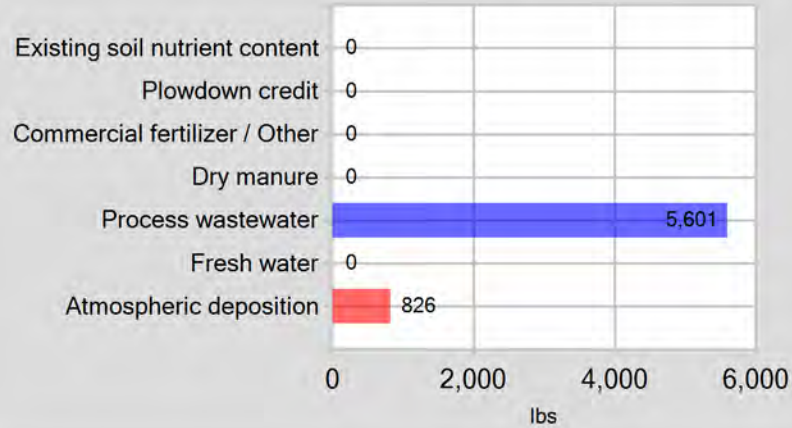 Existing soil nutrient content 0
Plowdown credit 0
Commercial fertilizer / Other 0
Dry manure 0
Process wastewater 5,601
Fresh water 0
Atmospheric deposition 826
0 2,000 4,000 6,000
lbs